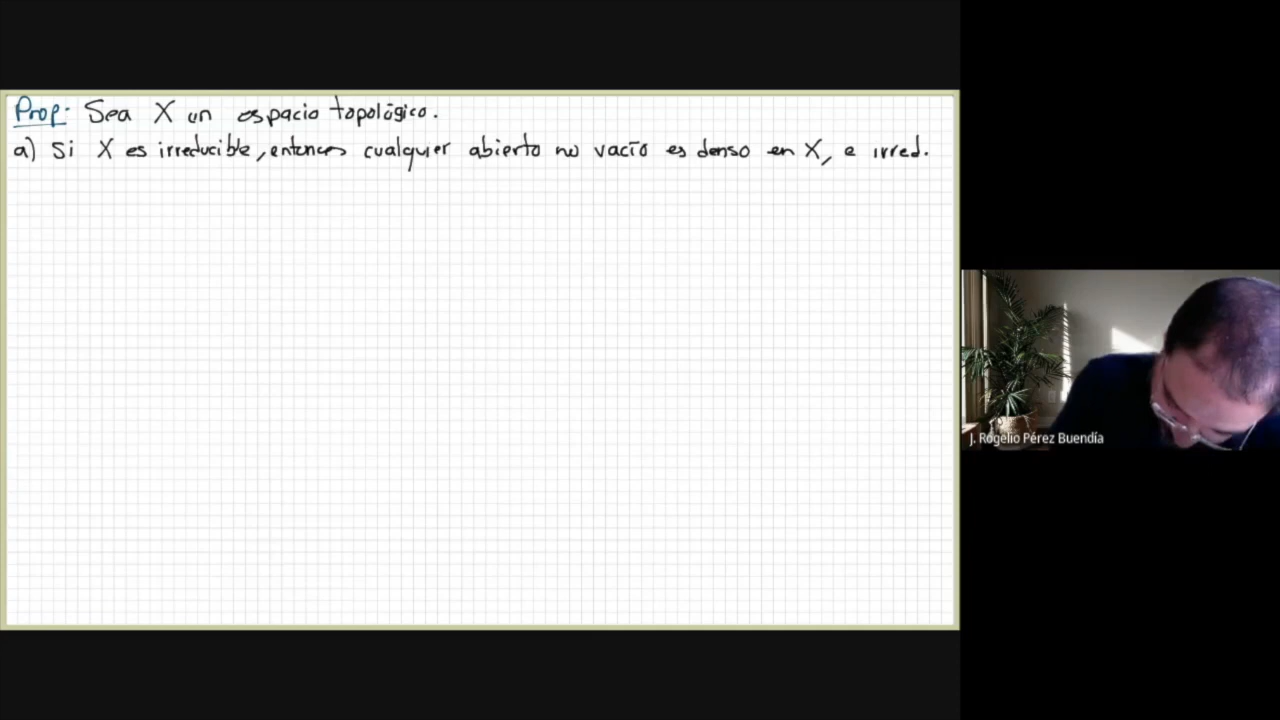 Prop. Sea X un espacio topológico.
a) Si X es irreducible, entonces cualquier abierto no vacío es denso en X, e irred.
J. Rogelio Pérez Buendía